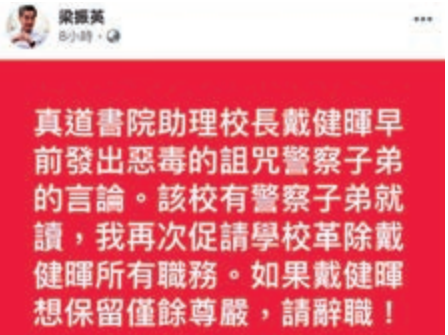 梁振英
8小時
真道書院助理校長戴健暉早
前發出惡毒的詛咒警察子弟
的言論。該校有警察子弟就
讀，我再次促請學校革除戴
健暉所有職務。如果戴健暉
想保留僅餘尊嚴，請辭職！